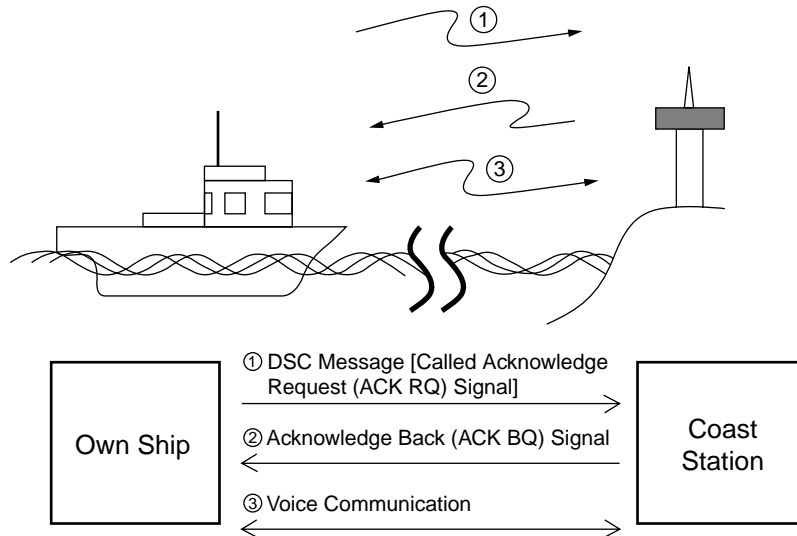 ①
②
③
① DSC Message [Called Acknowledge
Request (ACK RQ) Signal]
Own Ship
② Acknowledge Back (ACK BQ) Signal
Coast
Station
③ Voice Communication